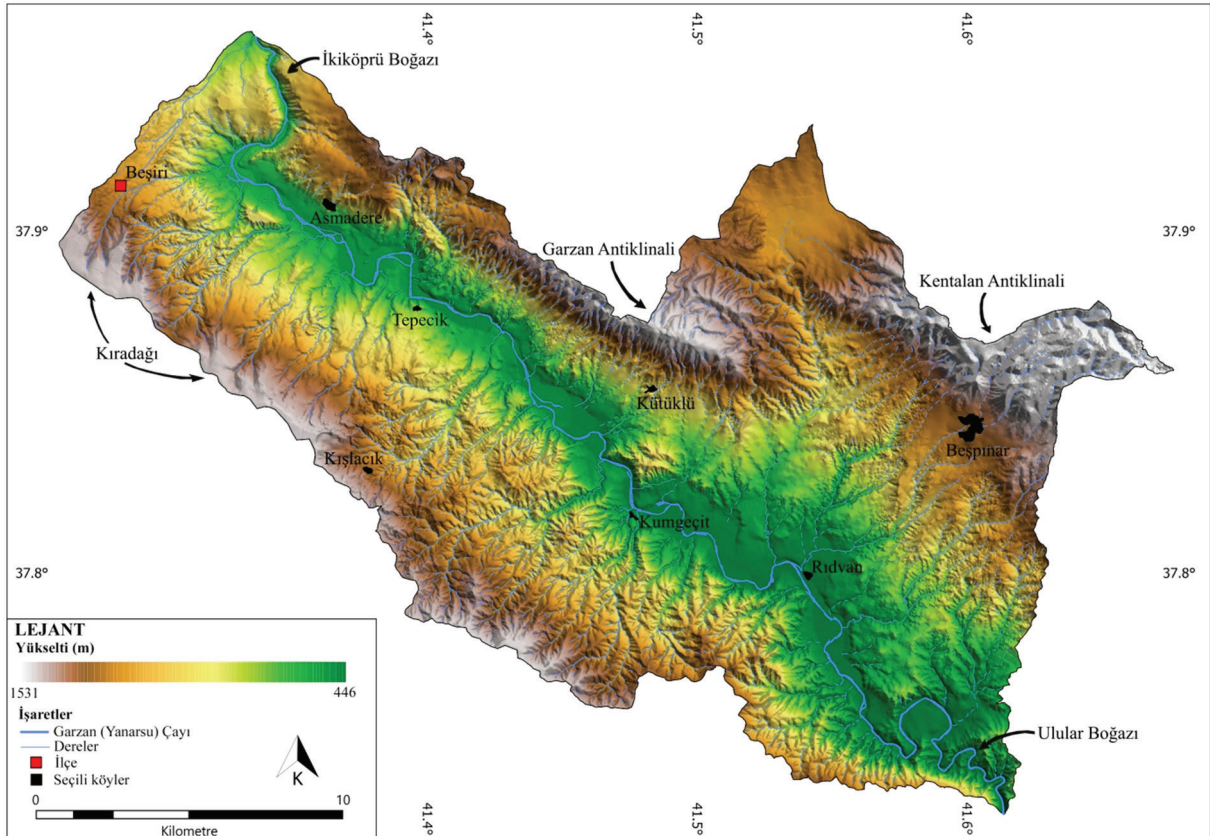 41.4°
41.5°
41.6°
İkiköprü Boğazı
Beşiri
Asmadere
37.9°
37.9°
Garzan Antiklinali
Kentalan Antiklinali
Tepecik
Kıradağı
Kütüklü
Beşpınar
Kışlacık
Kumgeçit
37.8°
Rıdvan
37.8°
Ulular Boğazı
LEJANT
Yükselti (m)
1531
446
İşaretler
Garzan (Yanarsu) Çayı
Dereler
İlçe
Seçili köyler
K
0
10
Kilometre
41.4°
41.5°
41.6°